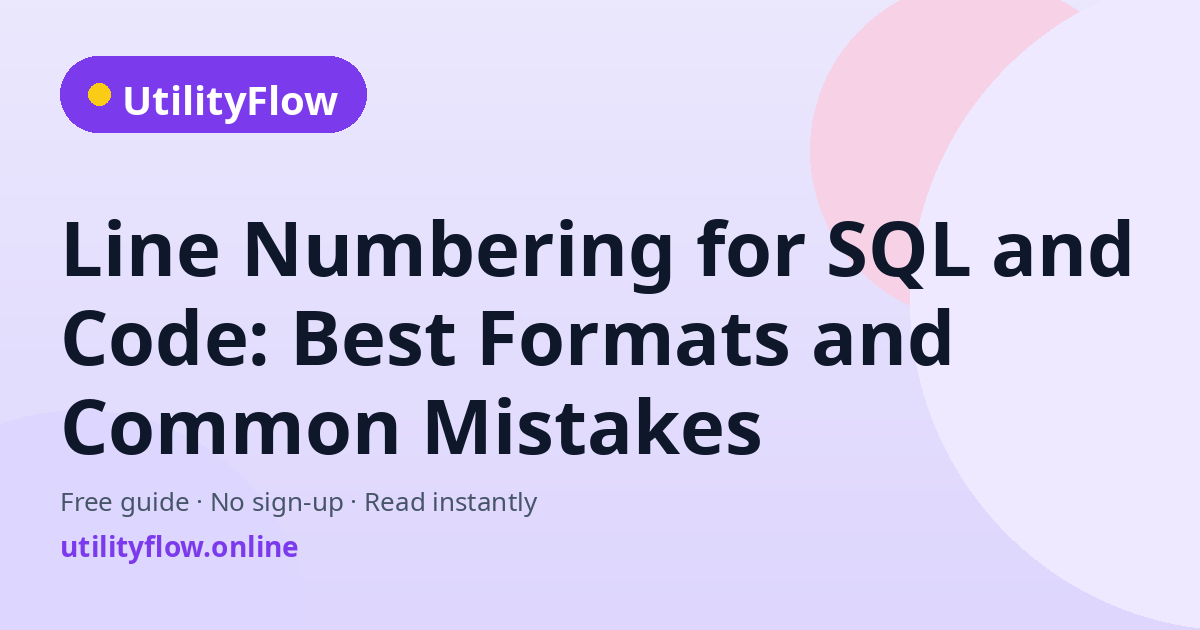 UtilityFlow
Line Numbering for SQL and
Code: Best Formats and
Common Mistakes
Free guide · No sign-up · Read instantly
utilityflow.online